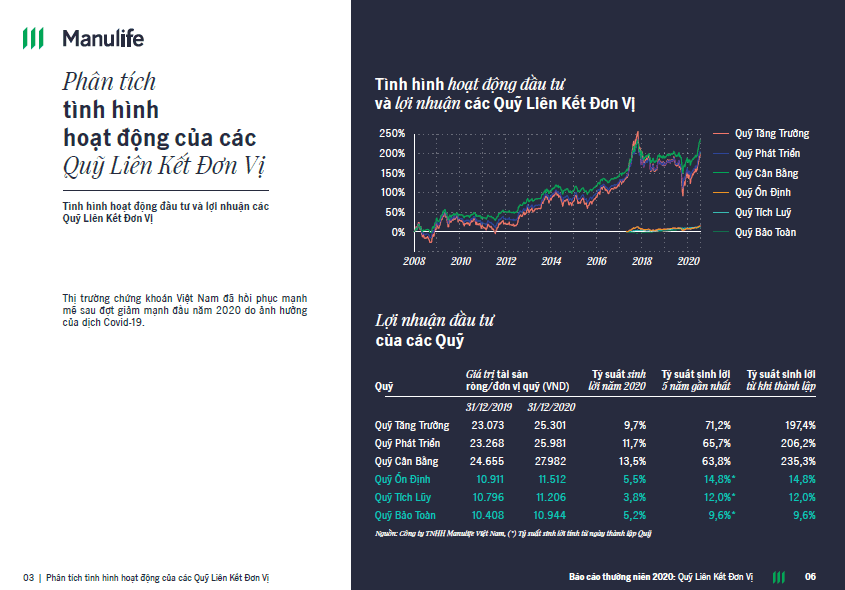 Manulife
Phân tích
tình hình
hoạt động của các
Quỹ Liên Kết Đơn Vị
Tình hình hoạt động đầu tư và lợi nhuận các
Quỹ Liên Kết Đơn Vị
Thị trường chứng khoán Việt Nam đã hồi phục mạnh
mẽ sau đợt giảm mạnh đầu năm 2020 do ảnh hưởng
của dịch Covid-19.
03 | Phân tích tình hình hoạt động của các Quỹ Liên Kết Đơn Vị
Tình hình hoạt động đầu tư
và lợi nhuận các Quỹ Liên Kết Đơn Vị
250%
200%
150%
100%
50%
0%
2008 2010 2012 2014 2016 2018 2020
Quỹ Tăng Trưởng
Quỹ Phát Triển
Quỹ Cân Bằng
Quỹ Ổn Định
Quỹ Tích Luỹ
Quỹ Bảo Toàn
Lợi nhuận đầu tư
của các Quỹ
Giá trị tài sản Tỷ suất sinh Tỷ suất sinh lời Tỷ suất sinh lời
Quỹ ròng/đơn vị quỹ (VND) lời năm 2020 5 năm gần nhất từ khi thành lập
31/12/2019 31/12/2020
Quỹ Tăng Trưởng 23.073 25.301 9,7% 71,2% 197,4%
Quỹ Phát Triển 23.268 25.981 11,7% 65,7% 206,2%
Quỹ Cân Bằng 24.655 27.982 13,5% 63,8% 235,3%
Quỹ Ổn Định 10.911 11.512 5,5% 14,8%* 14,8%
Quỹ Tích Lũy 10.796 11.206 3,8% 12,0%* 12,0%
Quỹ Bảo Toàn 10.408 10.944 5,2% 9,6%* 9,6%
Nguồn: Công ty TNHH Manulife Việt Nam, (*) Tỷ suất sinh lời tính từ ngày thành lập Quỹ
Báo cáo thường niên 2020: Quỹ Liên Kết Đơn Vị 06